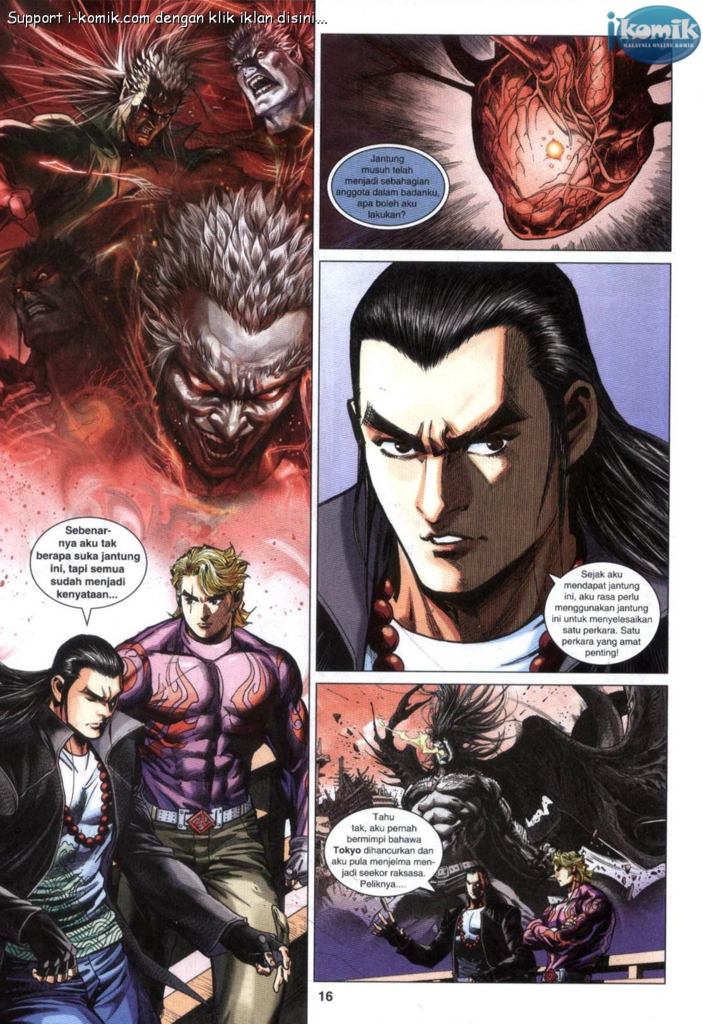 Support i-komik.com dengan klik iklan disini...
ikomik
MALAYSIA ONLINE KOMIK
Sebenar-
nya aku tak
berapa suka jantung
ini, tapi semua
sudah menjadi
kenyataan...
Jantung
musuh telah
menjadi sebahagian
anggota dalam badanku,
apa boleh aku
lakukan?
Sejak aku
mendapat jantung
ini, aku rasa perlu
menggunakan jantung
ini untuk menyelesaikan
satu perkara. Satu
perkara yang amat
penting!
Tahu
tak, aku pernah
bermimpi bahawa
Tokyo dihancurkan dan
aku pula menjelma men-
jadi seekor raksasa.
Peliknya....
16